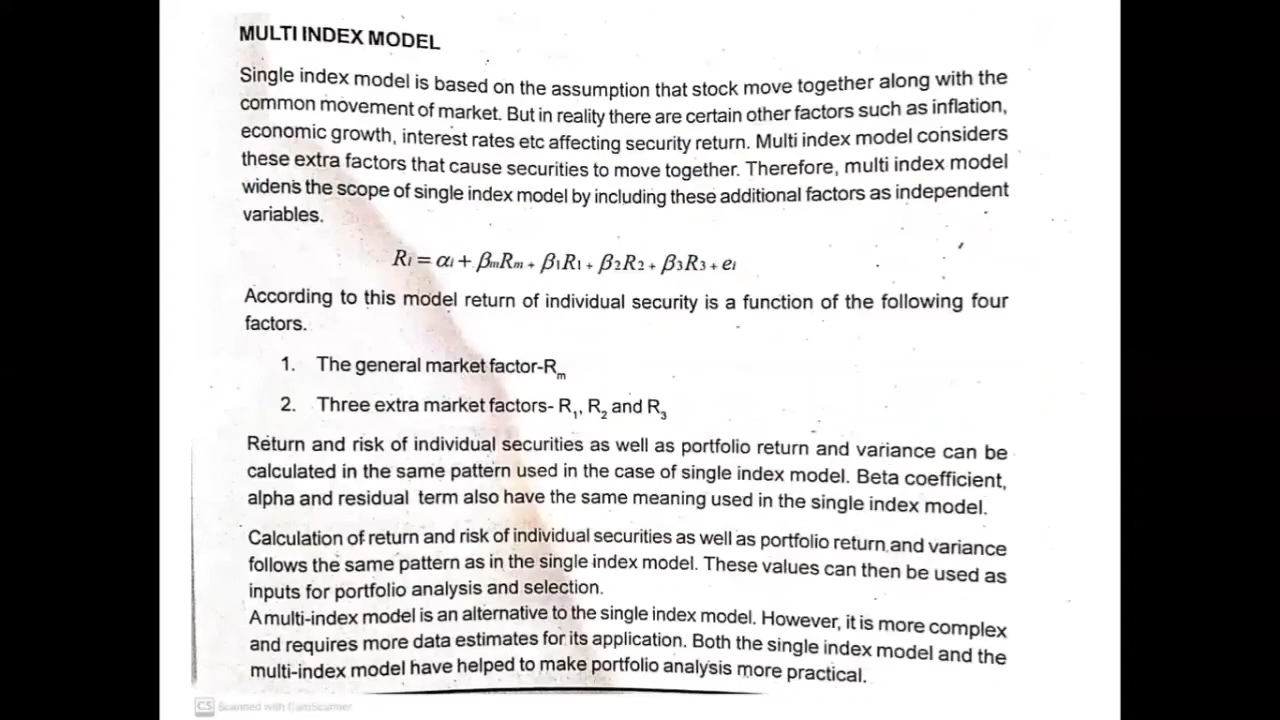 MULTI INDEX MODEL
Single index model is based on the assumption that stock move together along with the
common movement of market. But in reality there are certain other factors such as inflation,
economic growth, interest rates etc affecting security return. Multi index model considers
these extra factors that cause securities to move together. Therefore, multi index model
widens the scope of single index model by including these additional factors as independent
variables.
Ri = αi + βmRm + β1R1 + β2R2 + β3R3 + ei
According to this model return of individual security is a function of the following four
factors.
1. The general market factor-Rm
2. Three extra market factors- R1, R2 and R3
Return and risk of individual securities as well as portfolio return and variance can be
calculated in the same pattern used in the case of single index model. Beta coefficient,
alpha and residual term also have the same meaning used in the single index model.
Calculation of return and risk of individual securities as well as portfolio return and variance
follows the same pattern as in the single index model. These values can then be used as
inputs for portfolio analysis and selection.
A multi-index model is an alternative to the single index model. However, it is more complex
and requires more data estimates for its application. Both the single index model and the
multi-index model have helped to make portfolio analysis more practical.
CS Scanned with CamScanner